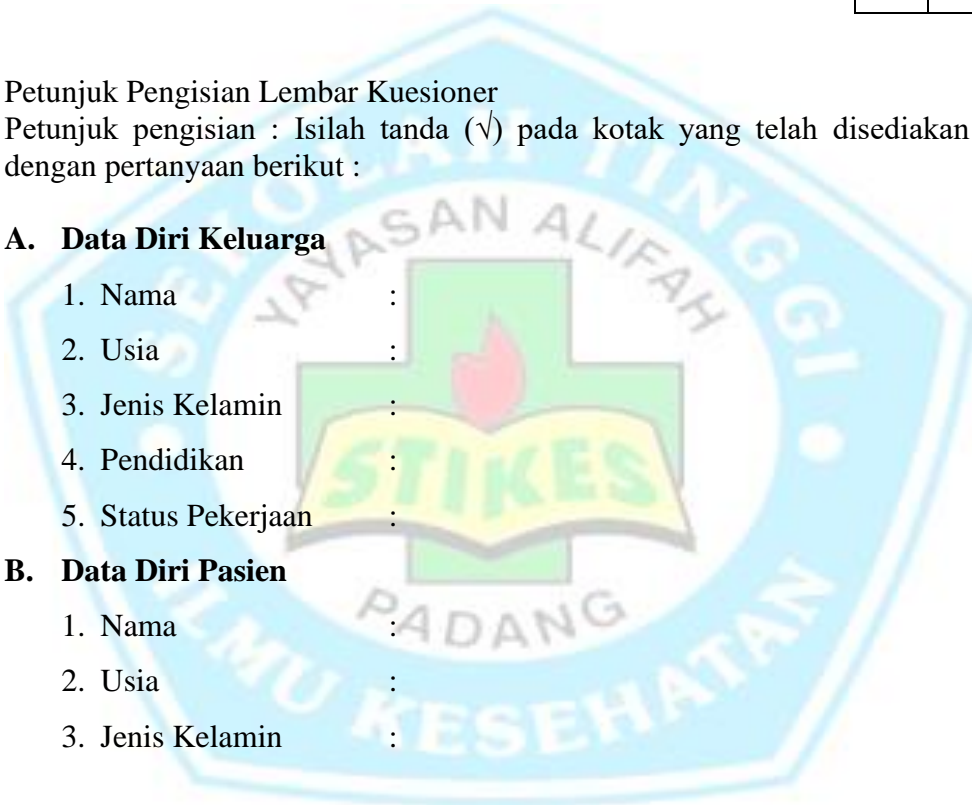 Petunjuk Pengisian Lembar Kuesioner
Petunjuk pengisian : Isilah tanda (√) pada kotak yang telah disediakan
dengan pertanyaan berikut :
A. Data Diri Keluarga
1. Nama :
2. Usia :
3. Jenis Kelamin :
4. Pendidikan :
5. Status Pekerjaan :
B. Data Diri Pasien
1. Nama :
2. Usia :
3. Jenis Kelamin :
SEKOLAH TINGGI
YAYASAN ALIFAH
STIKES
PADANG
ILMU KESEHATAN